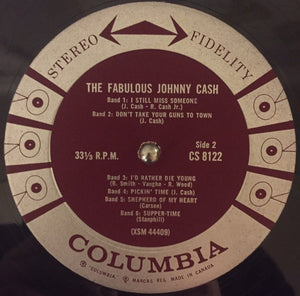 STEREO FIDELITY
THE FABULOUS JOHNNY CASH
Band 1: I STILL MISS SOMEONE
(J. Cash - R. Cash Jr.)
Band 2: DON'T TAKE YOUR GUNS TO TOWN
(J. Cash)
33⅓ R.P.M.
Side 2
CS 8122
Band 3: I'D RATHER DIE YOUNG
(B. Smith - Vaughn - R. Wood)
Band 4: PICKIN' TIME (J. Cash)
Band 5: SHEPHERD OF MY HEART
(Carson)
Band 6: SUPPER-TIME
(Stanphill)
(XSM 44409)
COLUMBIA
"COLUMBIA", MARCAS REG. MADE IN CANADA